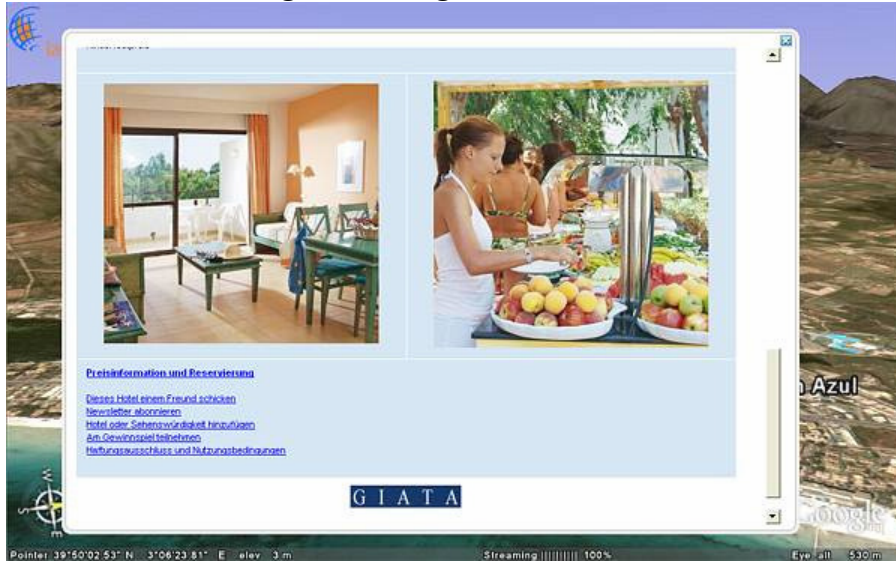 Preisinformation und Reservierung
Dieses Hotel einem Freund schicken
Newsletter abonnieren
Hotel oder Sehenswürdigkeit hinzufügen
Am Gewinnspiel teilnehmen
Haftungsausschluss und Nutzungsbedingungen
Azul
GIATA
Google
Pointer 39°50'02.53" N 3°06'23.81" E elev 3 m Streaming |||||||||| 100% Eye alt 530 m